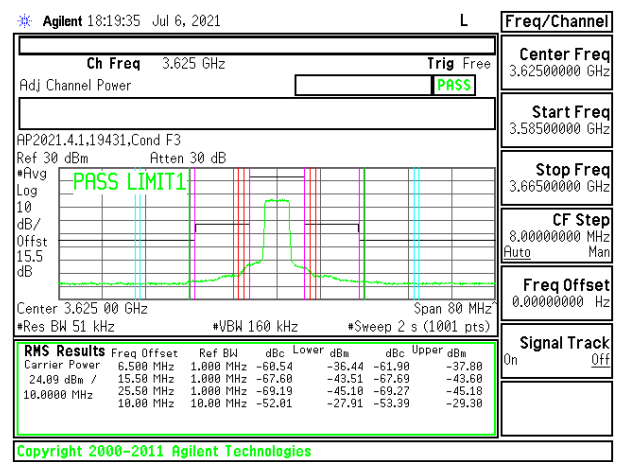 Agilent 18:19:35 Jul 6, 2021 L
Freq/Channel
Ch Freq 3.625 GHz Trig Free
Adj Channel Power PASS
Center Freq
3.62500000 GHz
Start Freq
3.58500000 GHz
Stop Freq
3.66500000 GHz
CF Step
8.00000000 MHz
Auto Man
Freq Offset
0.00000000 Hz
Signal Track
On Off
AP2021.4.1,19431,Cond F3
Ref 30 dBm Atten 30 dB
#Avg
Log
10
dB/
Offst
15.5
dB
PASS LIMIT1
Center 3.625 00 GHz Span 80 MHz^
#Res BW 51 kHz #VBW 160 kHz #Sweep 2 s (1001 pts)
RMS Results Freq Offset Ref BW dBc Lower dBm dBc Upper dBm
Carrier Power 6.500 MHz 1.000 MHz -60.54 -36.44 -61.90 -37.80
24.09 dBm / 15.50 MHz 1.000 MHz -67.60 -43.51 -67.69 -43.60
10.0000 MHz 25.50 MHz 1.000 MHz -69.19 -45.10 -69.27 -45.18
10.00 MHz 10.00 MHz -52.01 -27.91 -53.39 -29.30
Copyright 2000-2011 Agilent Technologies